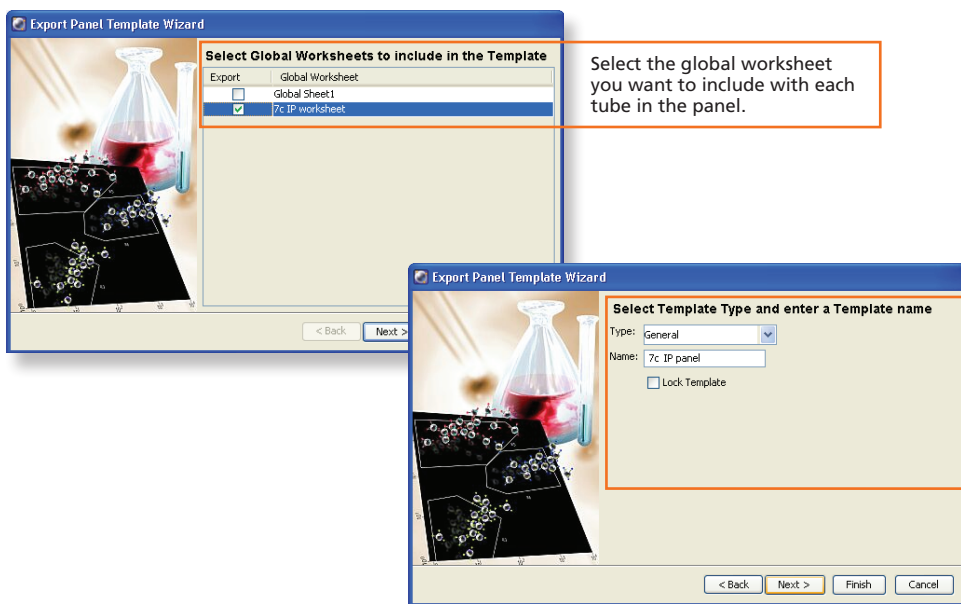 Export Panel Template Wizard
Select Global Worksheets to include in the Template
Export Global Worksheet
Global Sheet1
7c IP worksheet
< Back Next >
Select the global worksheet
you want to include with each
tube in the panel.
Export Panel Template Wizard
Select Template Type and enter a Template name
Type: General
Name: 7c IP panel
Lock Template
< Back Next > Finish Cancel